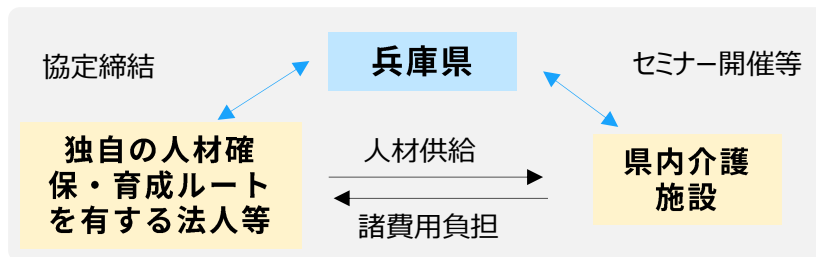 兵庫県
協定締結
セミナー開催等
独自の人材確
保・育成ルート
を有する法人等
人材供給
諸費用負担
県内介護
施設